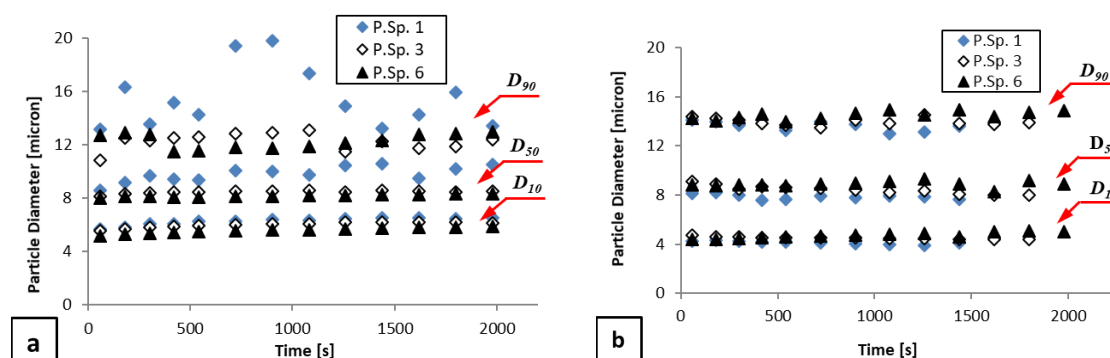 P.Sp. 1
P.Sp. 3
P.Sp. 6
D90
D50
D10
Particle Diameter [micron]
20
16
12
8
4
0
0 500 1000 1500 2000
Time [s]
a
P.Sp. 1
P.Sp. 3
P.Sp. 6
D90
D5
D1
Particle Diameter [micron]
20
16
12
8
4
0
0 500 1000 1500 2000
Time [s]
b